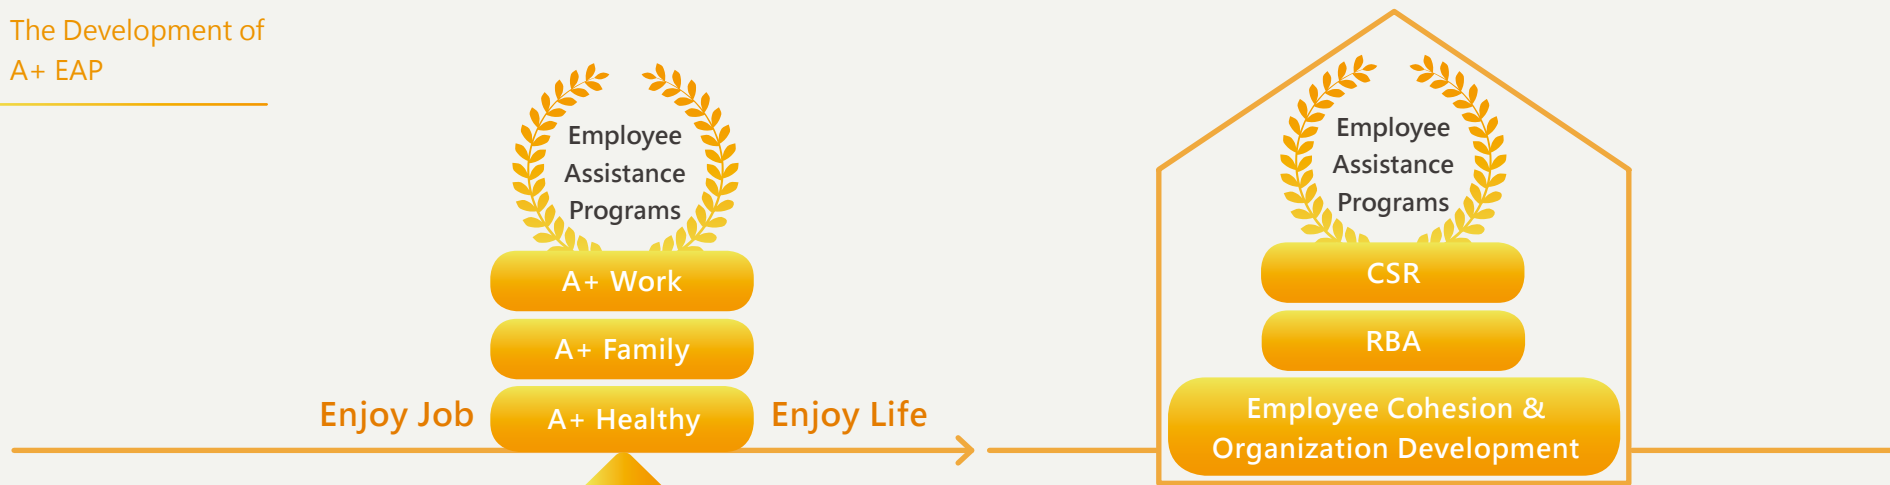 The Development of
A+ EAP
Employee
Assistance
Programs
A+ Work
A+ Family
A+ Healthy
Enjoy Job
Enjoy Life
Employee
Assistance
Programs
CSR
RBA
Employee Cohesion &
Organization Development